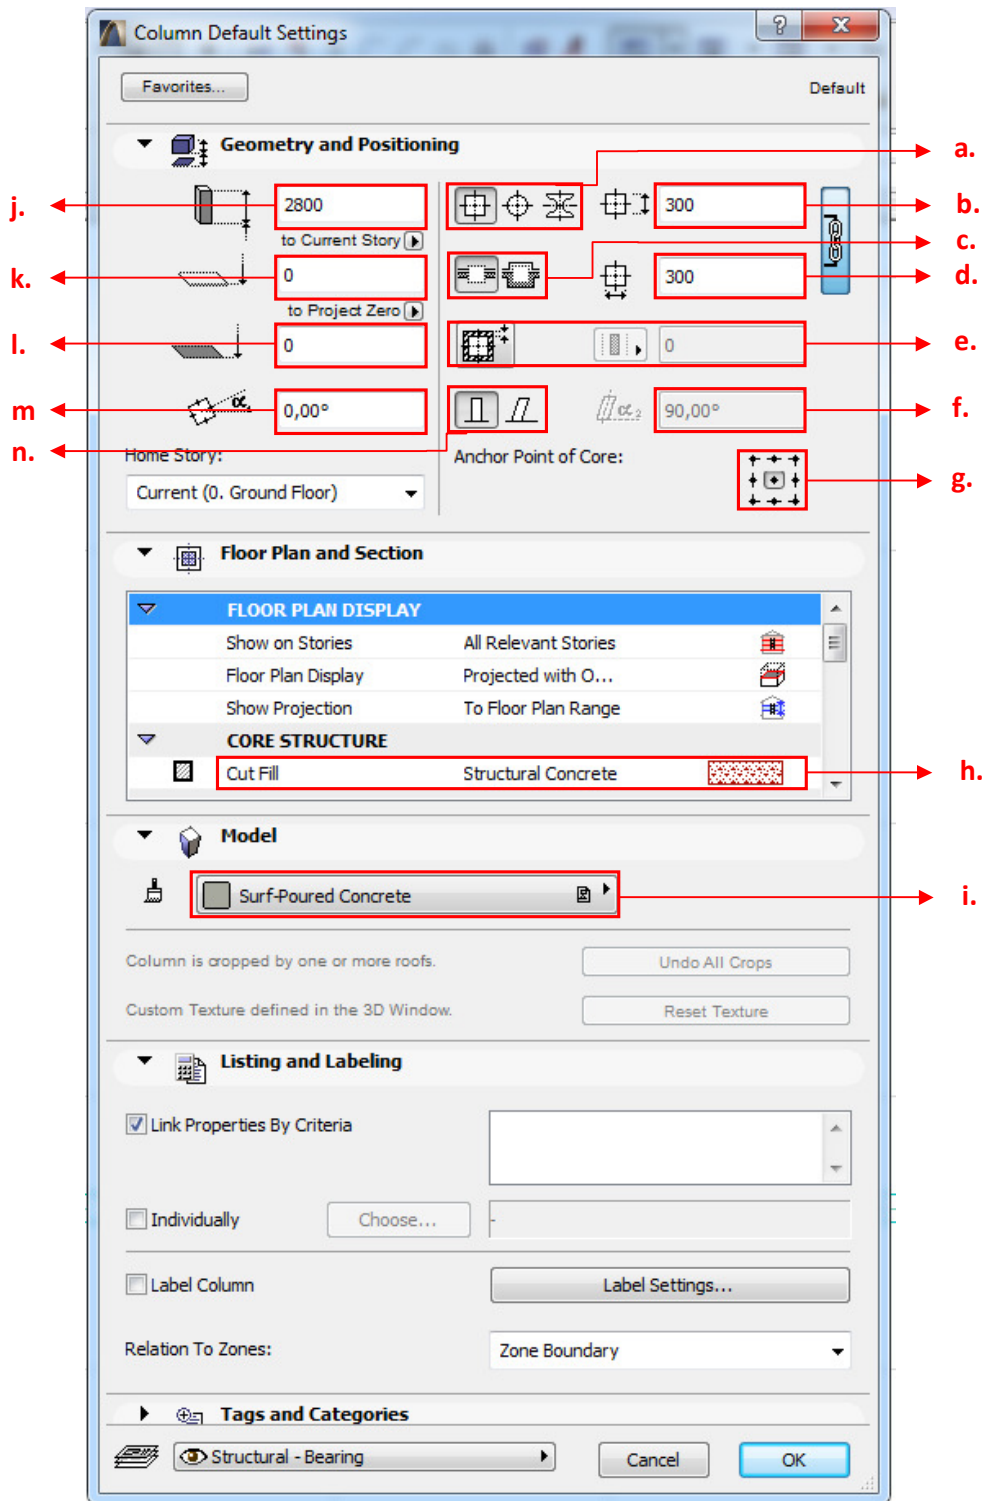 Column Default Settings
?
x
Favorites...
Default
Geometry and Positioning
a.
j.
2800
300
b.
to Current Story
c.
k.
0
300
d.
to Project Zero
l.
0
0
e.
m
α
0,00°
α2
90,00°
f.
n.
Home Story:
Anchor Point of Core:
g.
Current (0. Ground Floor)
Floor Plan and Section
FLOOR PLAN DISPLAY
Show on Stories All Relevant Stories
Floor Plan Display Projected with O...
Show Projection To Floor Plan Range
CORE STRUCTURE
Cut Fill Structural Concrete
h.
Model
Surf-Poured Concrete
i.
Column is cropped by one or more roofs.
Undo All Crops
Custom Texture defined in the 3D Window.
Reset Texture
Listing and Labeling
Link Properties By Criteria
Individually
Choose...
-
Label Column
Label Settings...
Relation To Zones:
Zone Boundary
Tags and Categories
Structural - Bearing
Cancel
OK